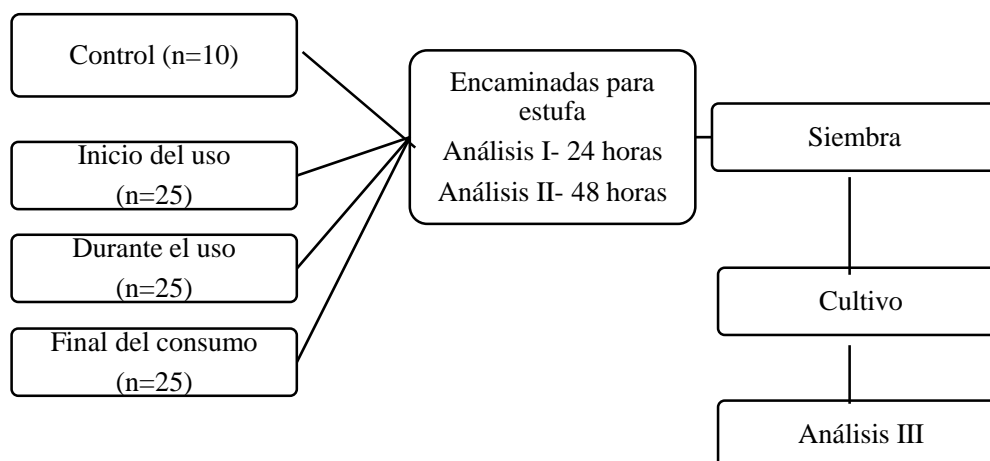 Control (n=10)
Inicio del uso
(n=25)
Durante el uso
(n=25)
Final del consumo
(n=25)
Encaminadas para
estufa
Análisis I- 24 horas
Análisis II- 48 horas
Siembra
Cultivo
Análisis III